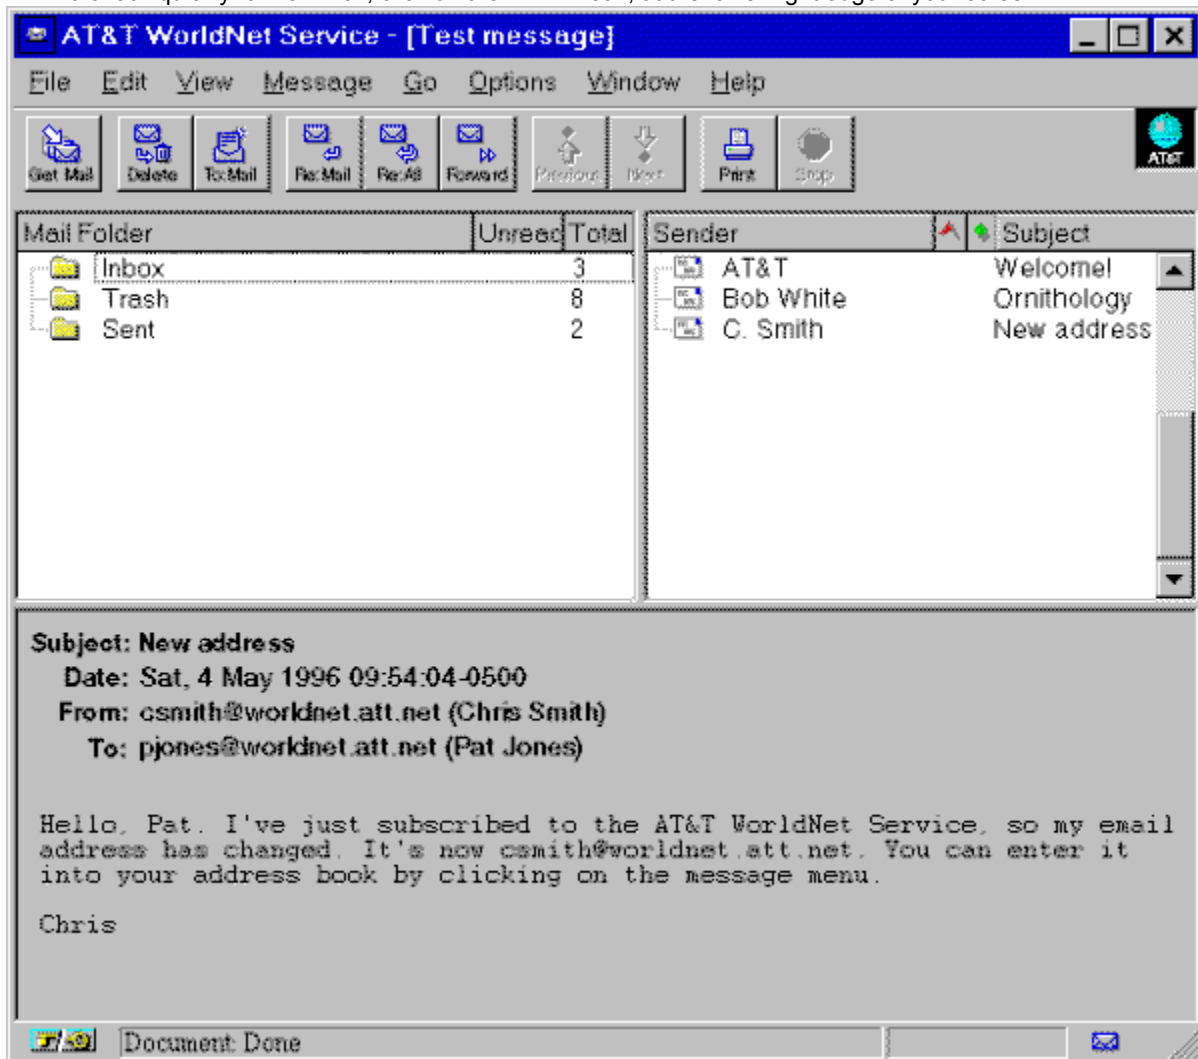 AT&T WorldNet Service - [Test message]
File Edit View Message Go Options Window Help
Get Mail Delete To:Mail Re:Mail Re:All Forward Previous Next Print Stop AT&T
Mail Folder Unread Total
Inbox 3
Trash 8
Sent 2
Sender Subject
AT&T Welcome!
Bob White Ornithology
C. Smith New address
Subject: New address
Date: Sat, 4 May 1996 09:54:04-0500
From: csmith@worldnet.att.net (Chris Smith)
To: pjones@worldnet.att.net (Pat Jones)
Hello, Pat. I've just subscribed to the AT&T WorldNet Service, so my email
address has changed. It's now csmith@worldnet.att.net. You can enter it
into your address book by clicking on the message menu.
Chris
Document: Done